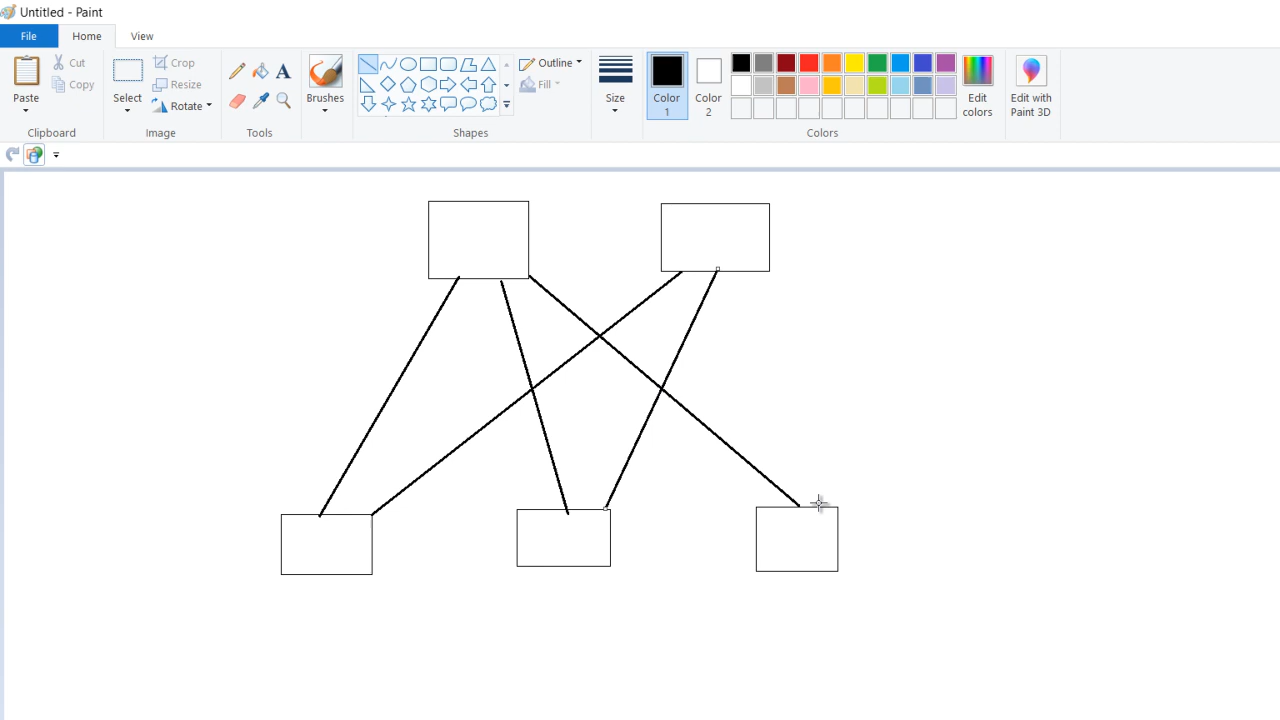 Untitled - Paint
File Home View
Paste
Cut
Copy
Clipboard
Select
Crop
Resize
Rotate
Image
A
Tools
Brushes
Outline
Fill
Shapes
Size
Color
1
Color
2
Edit
colors
Colors
Edit with
Paint 3D